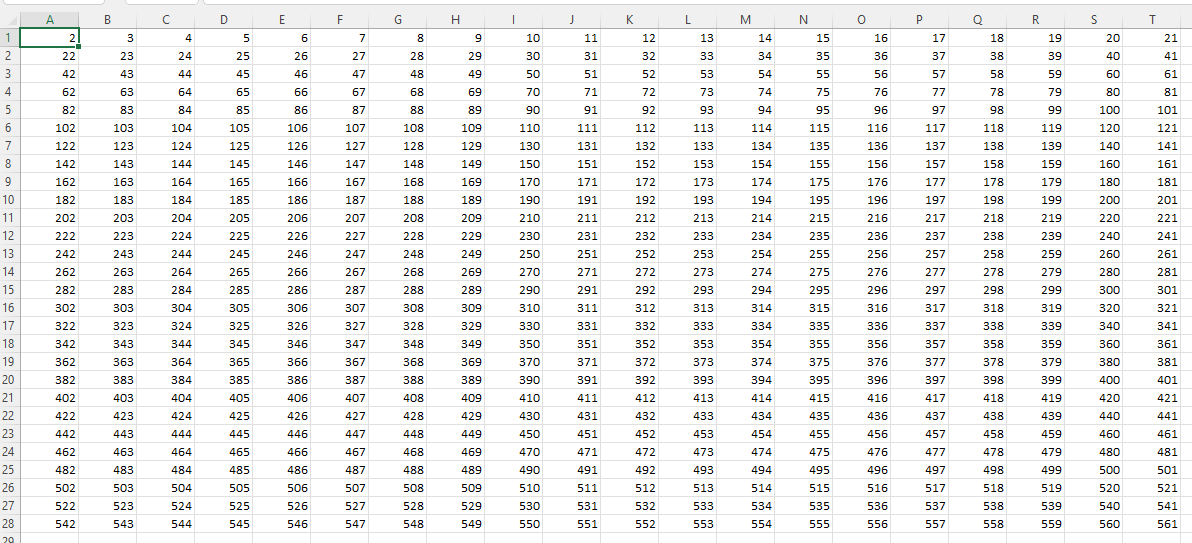 A B C D E F G H I J K L M N O P Q R S T
1 2 3 4 5 6 7 8 9 10 11 12 13 14 15 16 17 18 19 20 21
2 22 23 24 25 26 27 28 29 30 31 32 33 34 35 36 37 38 39 40 41
3 42 43 44 45 46 47 48 49 50 51 52 53 54 55 56 57 58 59 60 61
4 62 63 64 65 66 67 68 69 70 71 72 73 74 75 76 77 78 79 80 81
5 82 83 84 85 86 87 88 89 90 91 92 93 94 95 96 97 98 99 100 101
6 102 103 104 105 106 107 108 109 110 111 112 113 114 115 116 117 118 119 120 121
7 122 123 124 125 126 127 128 129 130 131 132 133 134 135 136 137 138 139 140 141
8 142 143 144 145 146 147 148 149 150 151 152 153 154 155 156 157 158 159 160 161
9 162 163 164 165 166 167 168 169 170 171 172 173 174 175 176 177 178 179 180 181
10 182 183 184 185 186 187 188 189 190 191 192 193 194 195 196 197 198 199 200 201
11 202 203 204 205 206 207 208 209 210 211 212 213 214 215 216 217 218 219 220 221
12 222 223 224 225 226 227 228 229 230 231 232 233 234 235 236 237 238 239 240 241
13 242 243 244 245 246 247 248 249 250 251 252 253 254 255 256 257 258 259 260 261
14 262 263 264 265 266 267 268 269 270 271 272 273 274 275 276 277 278 279 280 281
15 282 283 284 285 286 287 288 289 290 291 292 293 294 295 296 297 298 299 300 301
16 302 303 304 305 306 307 308 309 310 311 312 313 314 315 316 317 318 319 320 321
17 322 323 324 325 326 327 328 329 330 331 332 333 334 335 336 337 338 339 340 341
18 342 343 344 345 346 347 348 349 350 351 352 353 354 355 356 357 358 359 360 361
19 362 363 364 365 366 367 368 369 370 371 372 373 374 375 376 377 378 379 380 381
20 382 383 384 385 386 387 388 389 390 391 392 393 394 395 396 397 398 399 400 401
21 402 403 404 405 406 407 408 409 410 411 412 413 414 415 416 417 418 419 420 421
22 422 423 424 425 426 427 428 429 430 431 432 433 434 435 436 437 438 439 440 441
23 442 443 444 445 446 447 448 449 450 451 452 453 454 455 456 457 458 459 460 461
24 462 463 464 465 466 467 468 469 470 471 472 473 474 475 476 477 478 479 480 481
25 482 483 484 485 486 487 488 489 490 491 492 493 494 495 496 497 498 499 500 501
26 502 503 504 505 506 507 508 509 510 511 512 513 514 515 516 517 518 519 520 521
27 522 523 524 525 526 527 528 529 530 531 532 533 534 535 536 537 538 539 540 541
28 542 543 544 545 546 547 548 549 550 551 552 553 554 555 556 557 558 559 560 561
29